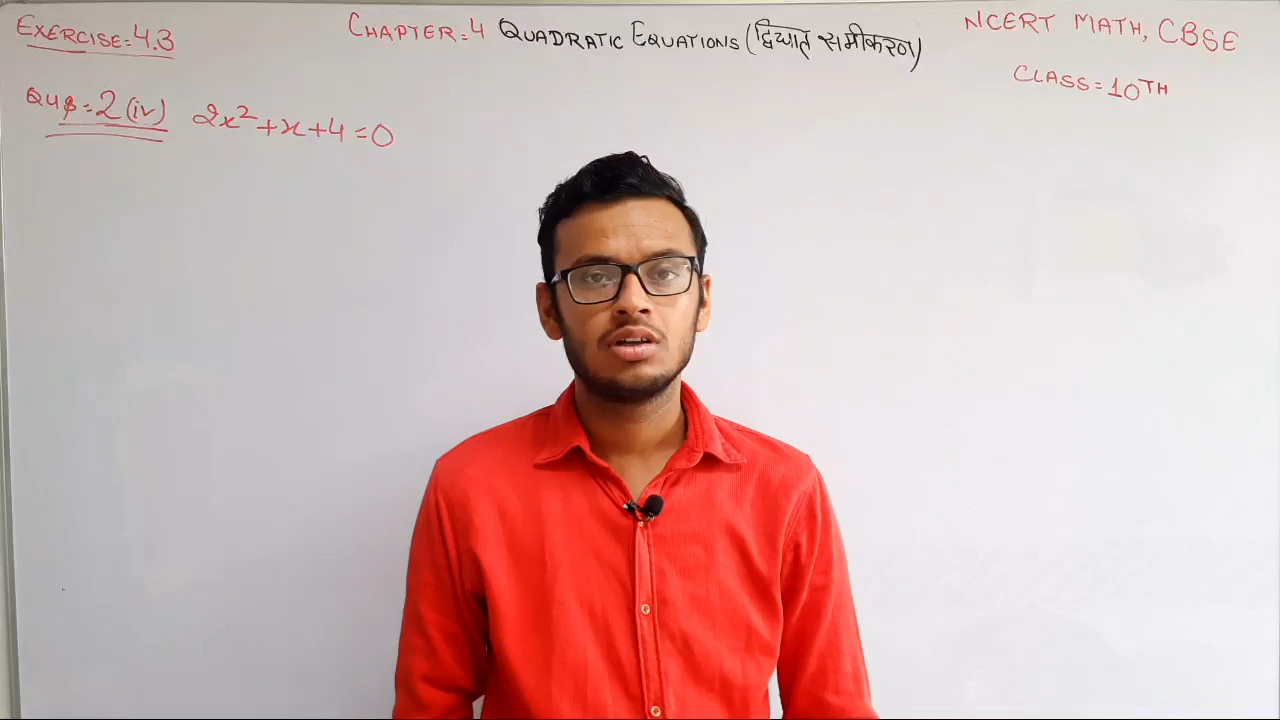 EXERCISE:4.3
CHAPTER:4 QUADRATIC EQUATIONS (द्विघात समीकरण)
NCERT MATH, CBSE
CLASS=10TH
QUS=2(iv) 2x²+x+4=0